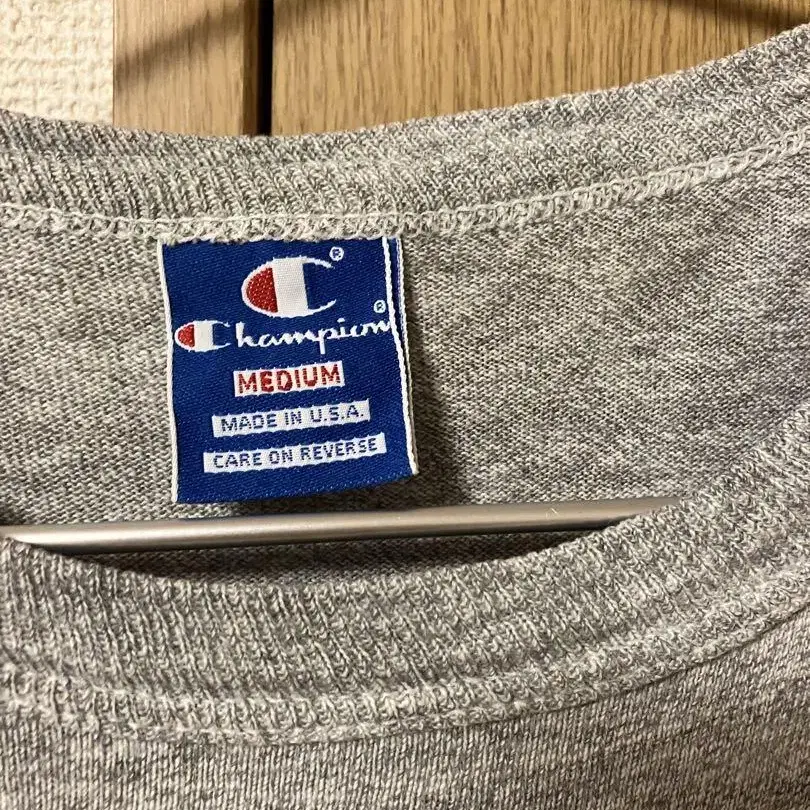 C®
Champion®
MEDIUM
MADE IN U.S.A.
CARE ON REVERSE